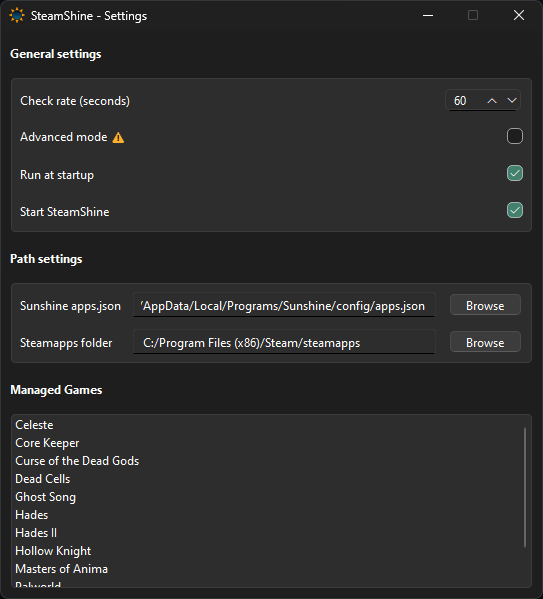 SteamShine - Settings
General settings
Check rate (seconds) 60
Advanced mode
Run at startup
Start SteamShine
Path settings
Sunshine apps.json /AppData/Local/Programs/Sunshine/config/apps.json Browse
Steamapps folder C:/Program Files (x86)/Steam/steamapps Browse
Managed Games
Celeste
Core Keeper
Curse of the Dead Gods
Dead Cells
Ghost Song
Hades
Hades II
Hollow Knight
Masters of Anima
Palworld